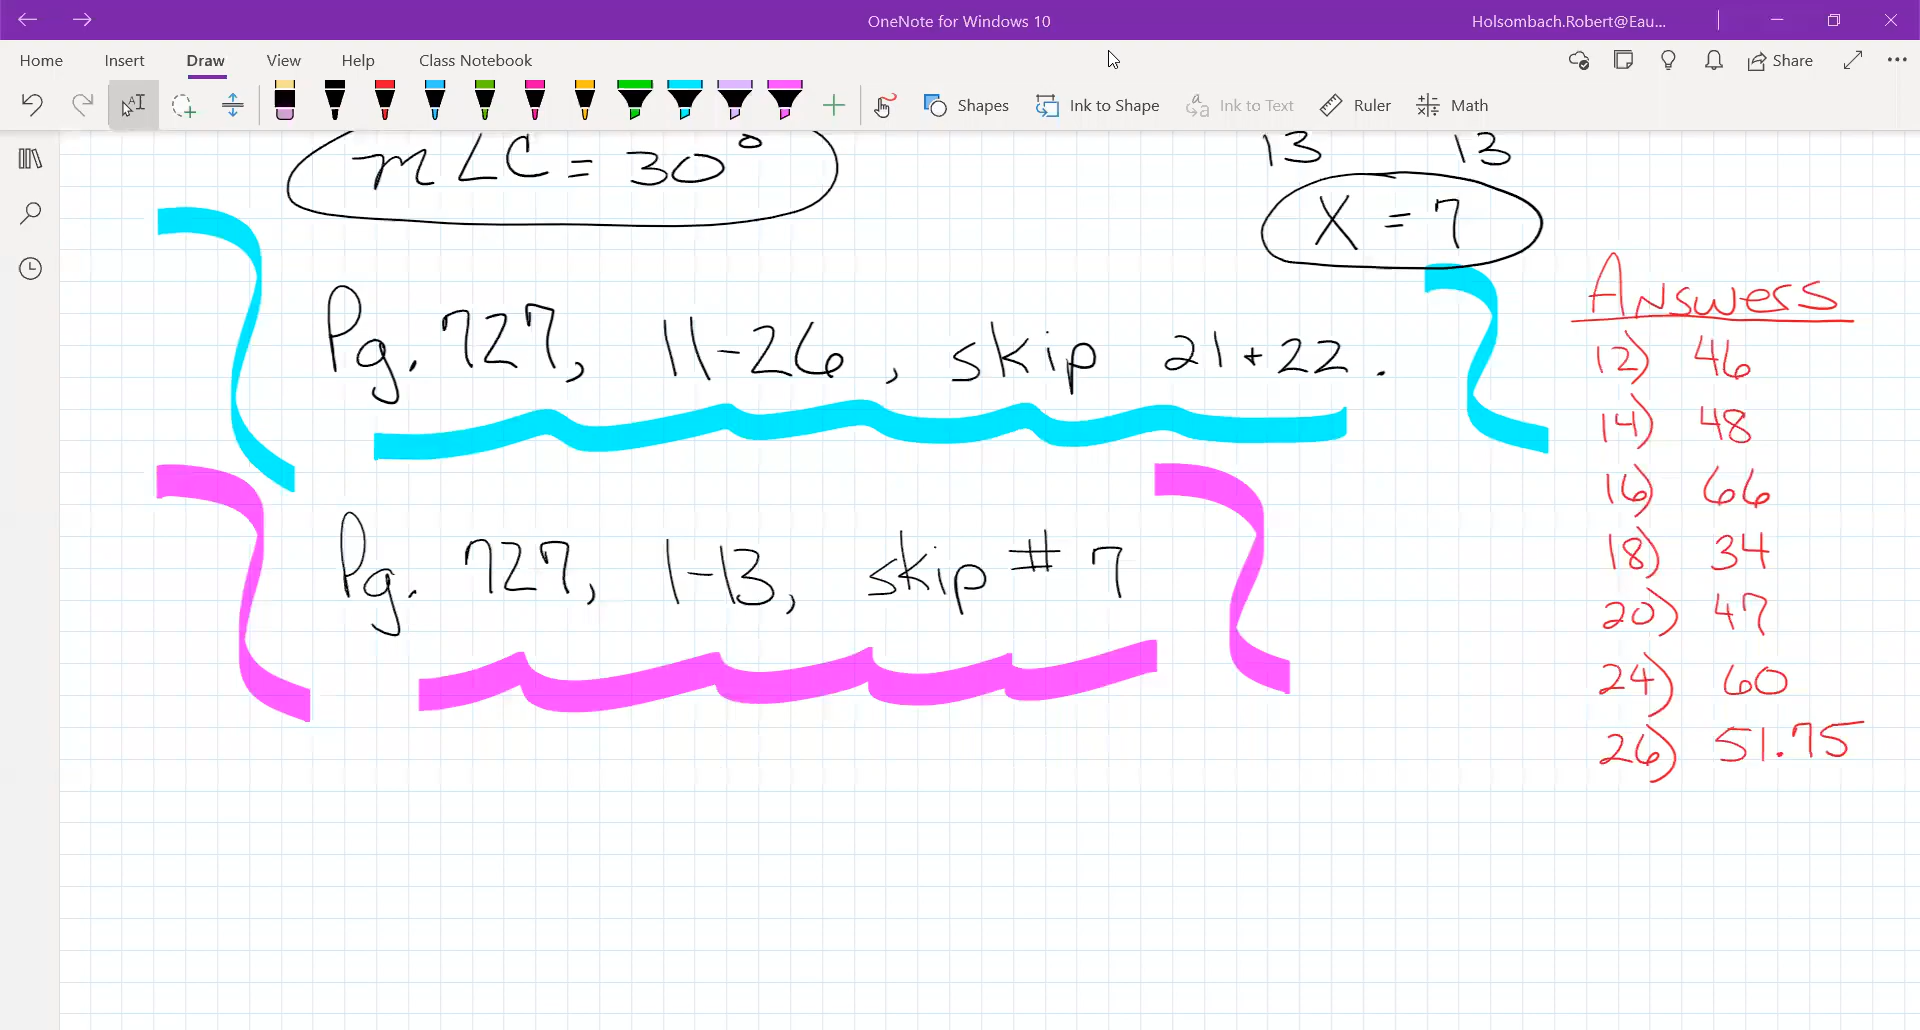 OneNote for Windows 10
Holsombach.Robert@Eau...
Home Insert Draw View Help Class Notebook
Share
Shapes Ink to Shape Ink to Text Ruler Math
m∠C = 30°
13 13
X = 7
Pg. 727, 11-26, skip 21+22.
Pg. 727, 1-13, skip # 7
Answers
12) 46
14) 48
16) 66
18) 34
20) 47
24) 60
26) 51.75